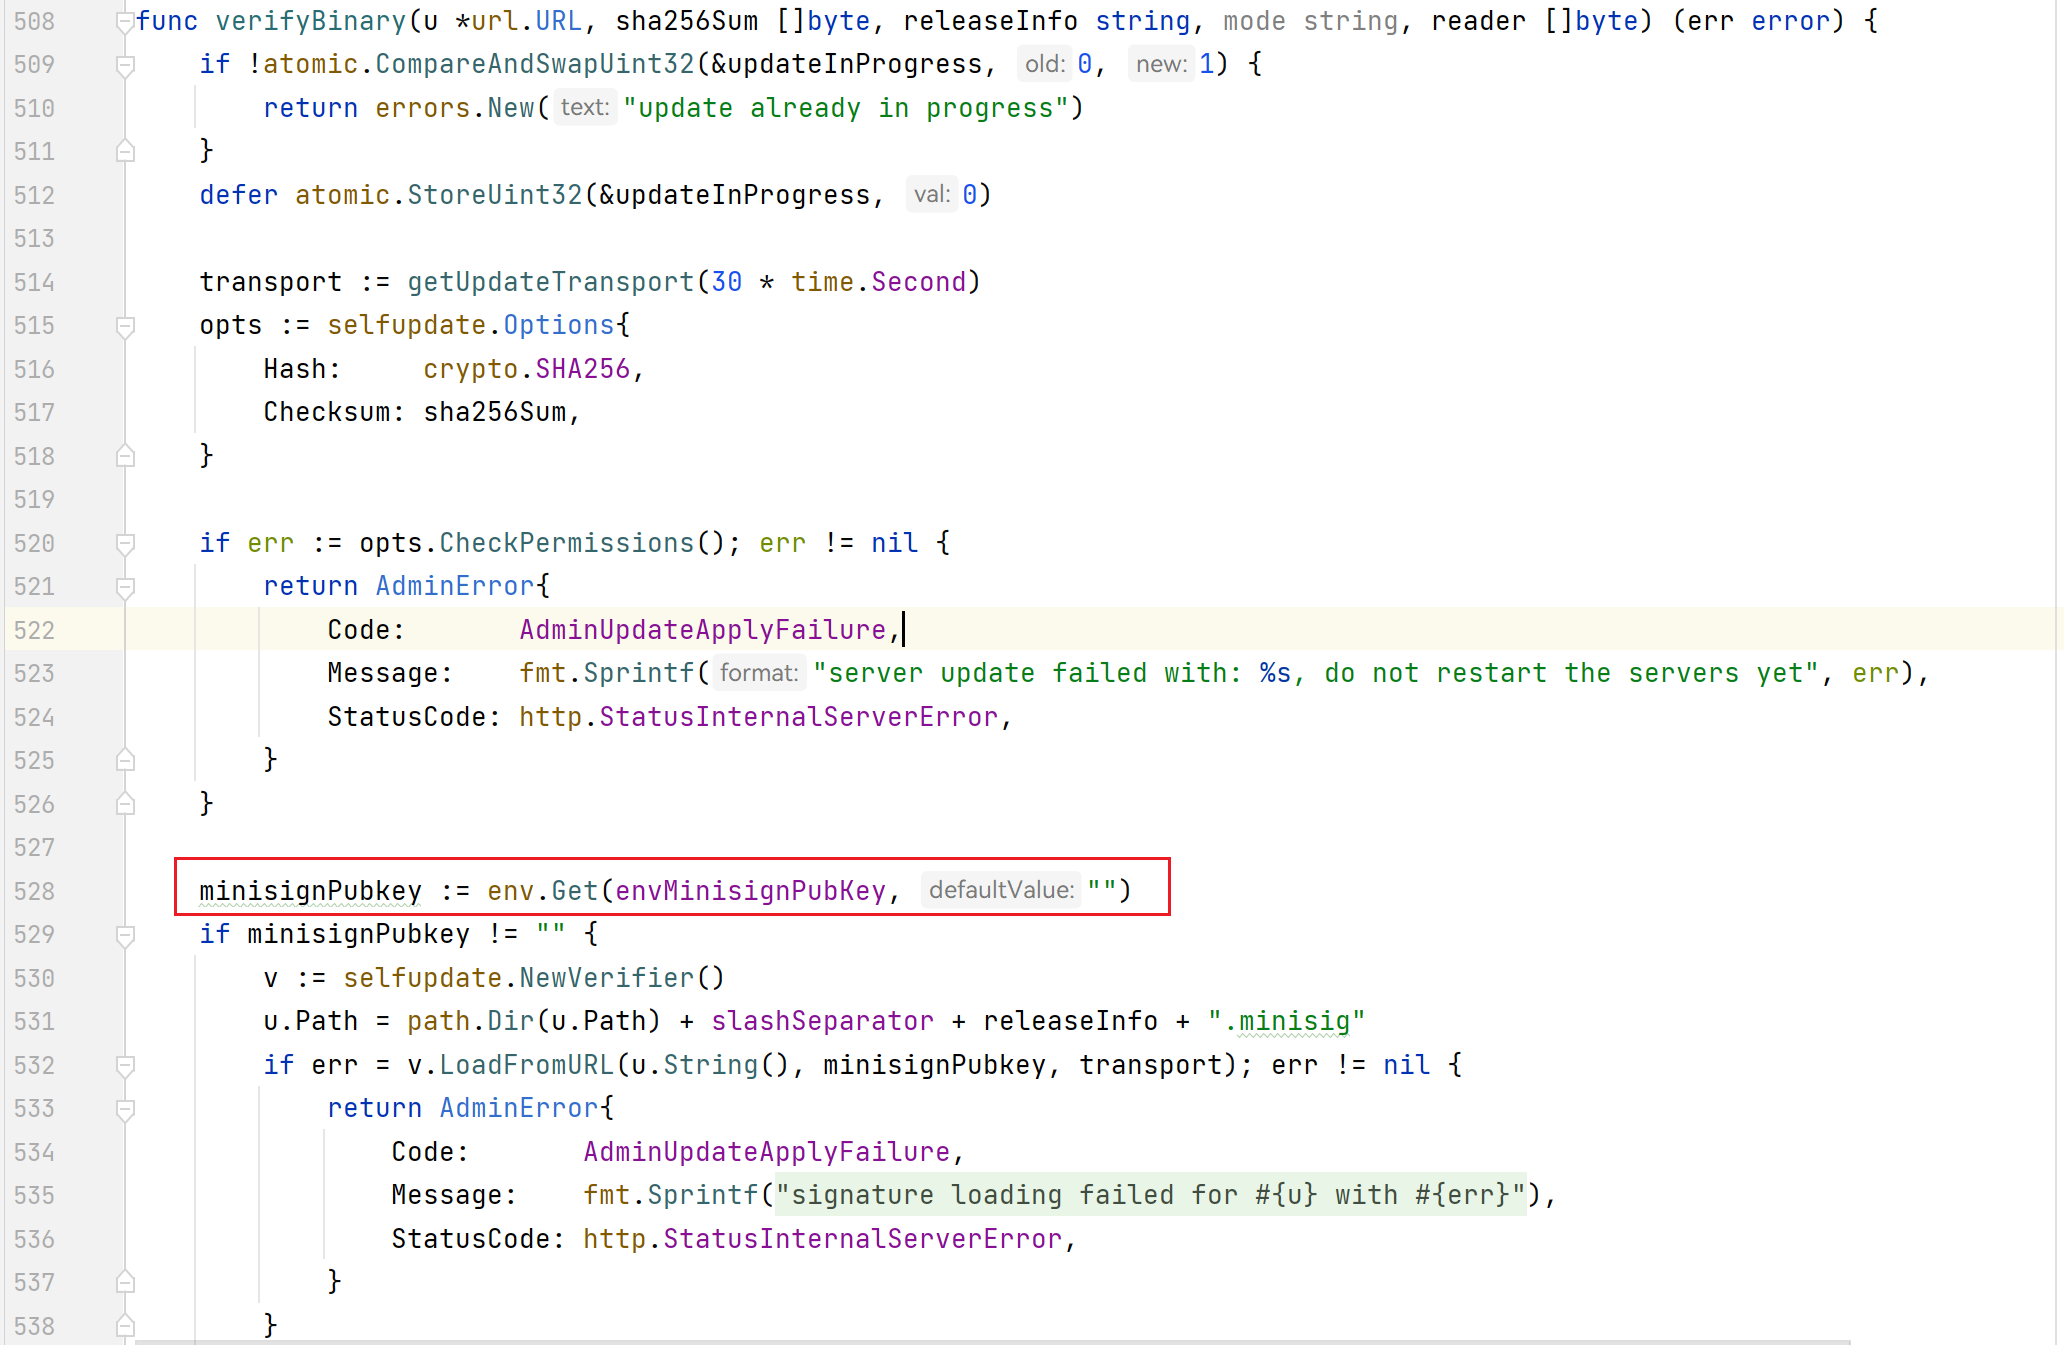 508 func verifyBinary(u *url.URL, sha256Sum []byte, releaseInfo string, mode string, reader []byte) (err error) {
509     if !atomic.CompareAndSwapUint32(&updateInProgress, old: 0, new: 1) {
510         return errors.New( text: "update already in progress")
511     }
512     defer atomic.StoreUint32(&updateInProgress, val: 0)
513
514     transport := getUpdateTransport(30 * time.Second)
515     opts := selfupdate.Options{
516         Hash:     crypto.SHA256,
517         Checksum: sha256Sum,
518     }
519
520     if err := opts.CheckPermissions(); err != nil {
521         return AdminError{
522             Code:       AdminUpdateApplyFailure,
523             Message:    fmt.Sprintf( format: "server update failed with: %s, do not restart the servers yet", err),
524             StatusCode: http.StatusInternalServerError,
525         }
526     }
527
528     minisignPubkey := env.Get(envMinisignPubKey, defaultValue: "")
529     if minisignPubkey != "" {
530         v := selfupdate.NewVerifier()
531         u.Path = path.Dir(u.Path) + slashSeparator + releaseInfo + ".minisig"
532         if err = v.LoadFromURL(u.String(), minisignPubkey, transport); err != nil {
533             return AdminError{
534                 Code:       AdminUpdateApplyFailure,
535                 Message:    fmt.Sprintf("signature loading failed for #{u} with #{err}"),
536                 StatusCode: http.StatusInternalServerError,
537             }
538         }